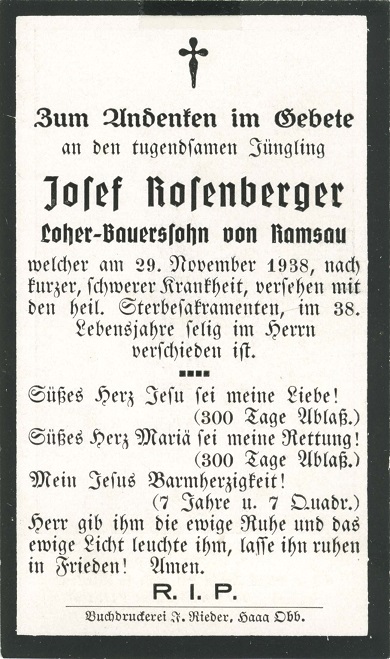 Zum Andenken im Gebete
an den tugendsamen Jüngling
Josef Rosenberger
Loher-Bauerssohn von Ramsau
welcher am 29. November 1938, nach
kurzer, schwerer Krankheit, versehen mit
den heil. Sterbesakramenten, im 38.
Lebensjahre selig im Herrn
verschieden ist.
Süßes Herz Jesu sei meine Liebe!
(300 Tage Ablaß.)
Süßes Herz Mariä sei meine Rettung!
(300 Tage Ablaß.)
Mein Jesus Barmherzigkeit!
(7 Jahre u. 7 Quadr.)
Herr gib ihm die ewige Ruhe und das
ewige Licht leuchte ihm, lasse ihn ruhen
in Frieden! Amen.
R. I. P.
Buchdruckerei F. Rieder, Haag Obb.